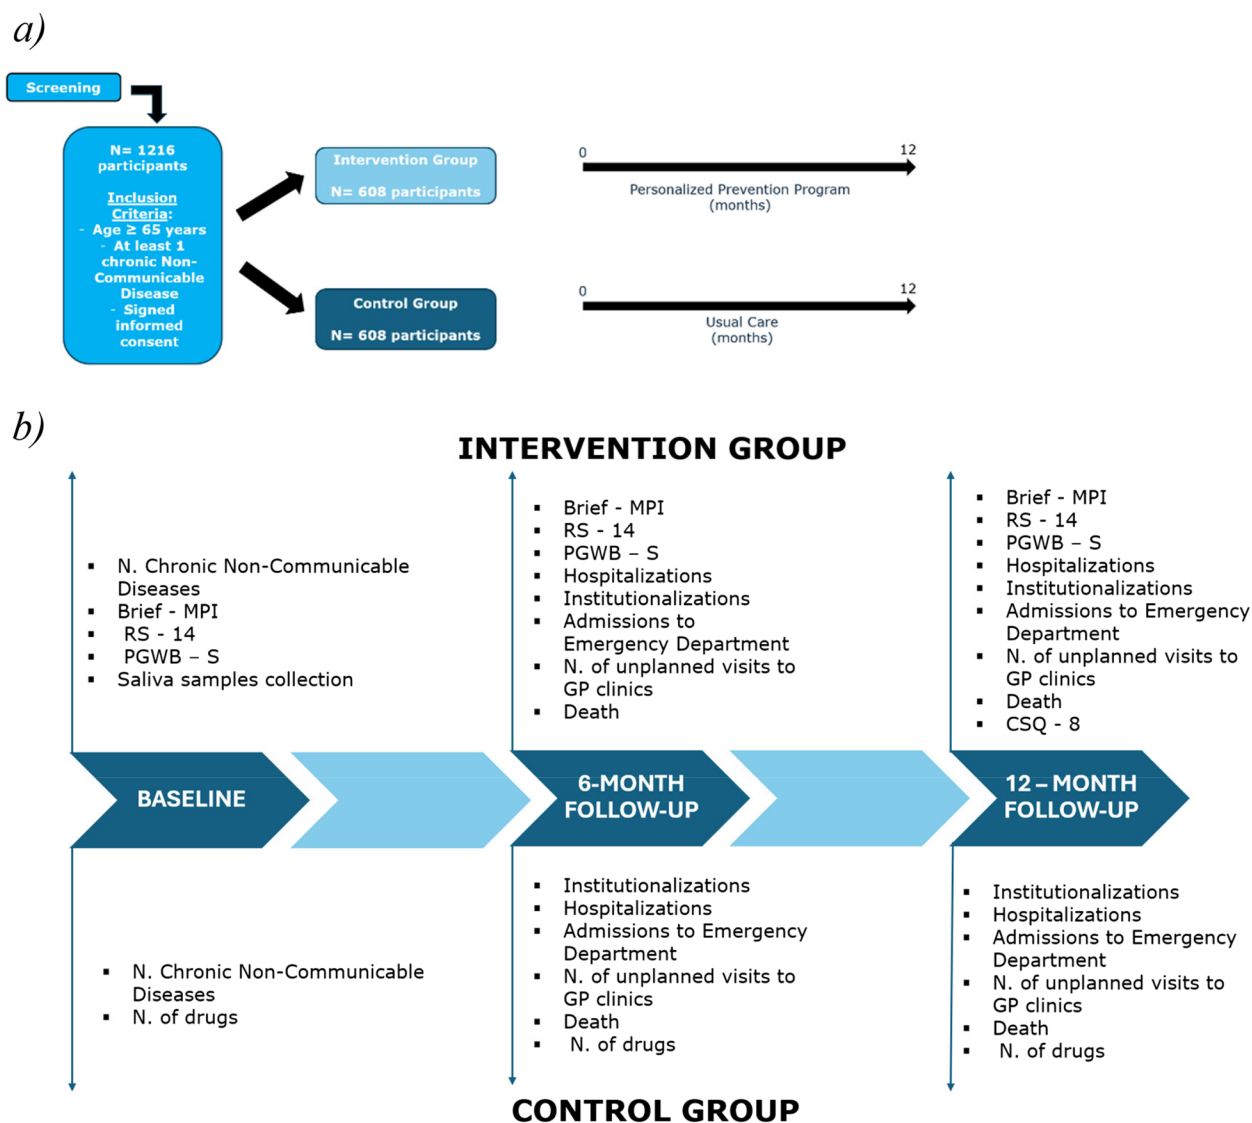 a)
Screening
N= 1216
participants
Inclusion
Criteria:
- Age ≥ 65 years
- At least 1
chronic Non-
Communicable
Disease
- Signed
informed
consent
Intervention Group
N= 608 participants
0
12
Personalized Prevention Program
(months)
Control Group
N= 608 participants
0
12
Usual Care
(months)
b)
INTERVENTION GROUP
▪ N. Chronic Non-Communicable
Diseases
▪ Brief - MPI
▪ RS - 14
▪ PGWB – S
▪ Saliva samples collection
▪ Brief - MPI
▪ RS - 14
▪ PGWB – S
▪ Hospitalizations
▪ Institutionalizations
▪ Admissions to
Emergency Department
▪ N. of unplanned visits to
GP clinics
▪ Death
▪ Brief - MPI
▪ RS - 14
▪ PGWB – S
▪ Hospitalizations
▪ Institutionalizations
▪ Admissions to Emergency
Department
▪ N. of unplanned visits to
GP clinics
▪ Death
▪ CSQ - 8
BASELINE
6-MONTH
FOLLOW-UP
12 – MONTH
FOLLOW-UP
▪ N. Chronic Non-Communicable
Diseases
▪ N. of drugs
▪ Institutionalizations
▪ Hospitalizations
▪ Admissions to Emergency
Department
▪ N. of unplanned visits to
GP clinics
▪ Death
▪ N. of drugs
▪ Institutionalizations
▪ Hospitalizations
▪ Admissions to Emergency
Department
▪ N. of unplanned visits to
GP clinics
▪ Death
▪ N. of drugs
CONTROL GROUP